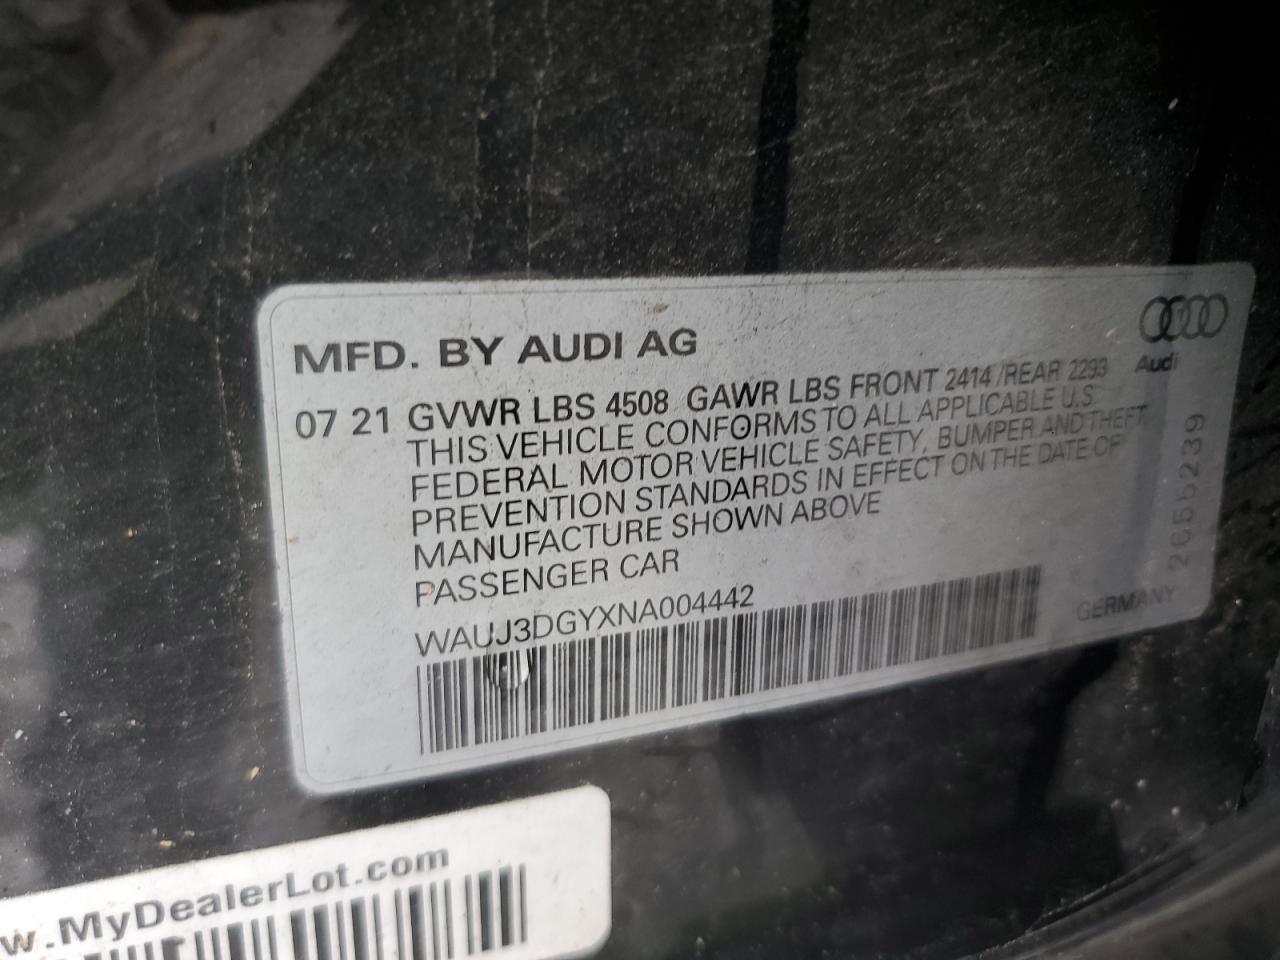 MFD. BY AUDI AG
Audi
07 21 GVWR LBS 4508 GAWR LBS FRONT 2414 /REAR 2293
THIS VEHICLE CONFORMS TO ALL APPLICABLE U.S.
FEDERAL MOTOR VEHICLE SAFETY, BUMPER AND THEFT
PREVENTION STANDARDS IN EFFECT ON THE DATE OF
MANUFACTURE SHOWN ABOVE
PASSENGER CAR
WAUJ3DGYXNA004442
GERMANY
2655239
w.MyDealerLot.com